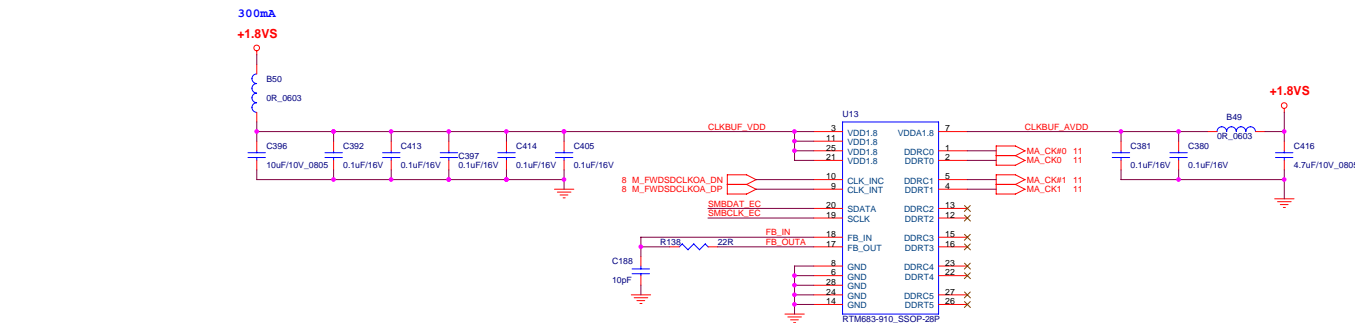 300mA
+1.8VS
B50
0R_0603
C396
10uF/10V_0805
C392
0.1uF/16V
C413
0.1uF/16V
C397
0.1uF/16V
C414
0.1uF/16V
C405
0.1uF/16V
CLKBUF_VDD
8 M_FWDSDCLKOA_DN
8 M_FWDSDCLKOA_DP
SMBDAT_EC
SMBCLK_EC
FB_IN
R138 22R FB_OUTA
C188
10pF
U13
3 VDD1.8 VDDA1.8 7
11 VDD1.8
25 VDD1.8 DDRC0 1
21 VDD1.8 DDRT0 2
10 CLK_INC DDRC1 5
9 CLK_INT DDRT1 4
20 SDATA DDRC2 13
19 SCLK DDRT2 12
18 FB_IN DDRC3 15
17 FB_OUT DDRT3 16
8 GND DDRC4 23
6 GND DDRT4 22
28 GND
24 GND DDRC5 27
14 GND DDRT5 26
RTM683-910_SSOP-28P
CLKBUF_AVDD
MA_CK#0 11
MA_CK0 11
MA_CK#1 11
MA_CK1 11
C381
0.1uF/16V
C380
0.1uF/16V
B49
0R_0603
+1.8VS
C416
4.7uF/10V_0805